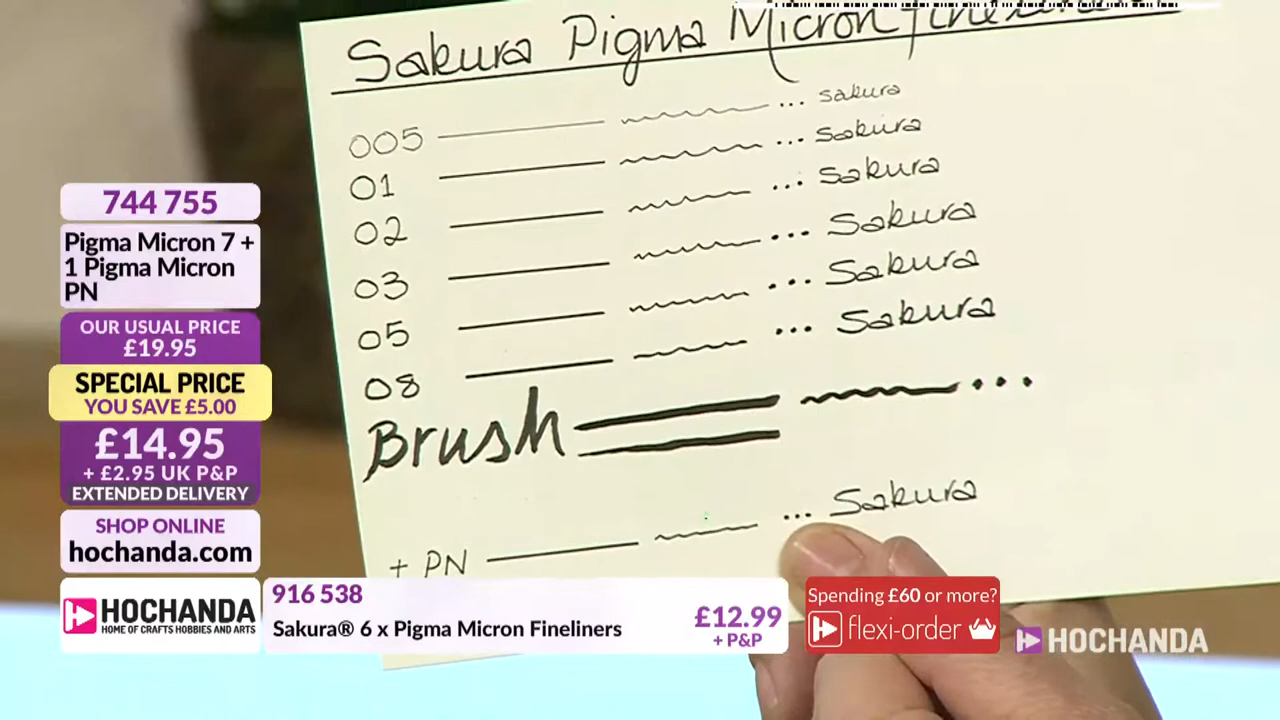 Sakura Pigma Micron fineliners
005 ... sakura
01 ... Sakura
02 ... Sakura
03 ... Sakura
05 ... Sakura
08 ... Sakura
Brush ...
+ PN ... Sakura
744 755
Pigma Micron 7 +
1 Pigma Micron
PN
OUR USUAL PRICE
£19.95
SPECIAL PRICE
YOU SAVE £5.00
£14.95
+ £2.95 UK P&P
EXTENDED DELIVERY
SHOP ONLINE
hochanda.com
HOCHANDA
HOME OF CRAFTS HOBBIES AND ARTS
916 538
Sakura® 6 x Pigma Micron Fineliners
£12.99
+ P&P
Spending £60 or more?
flexi-order
HOCHANDA